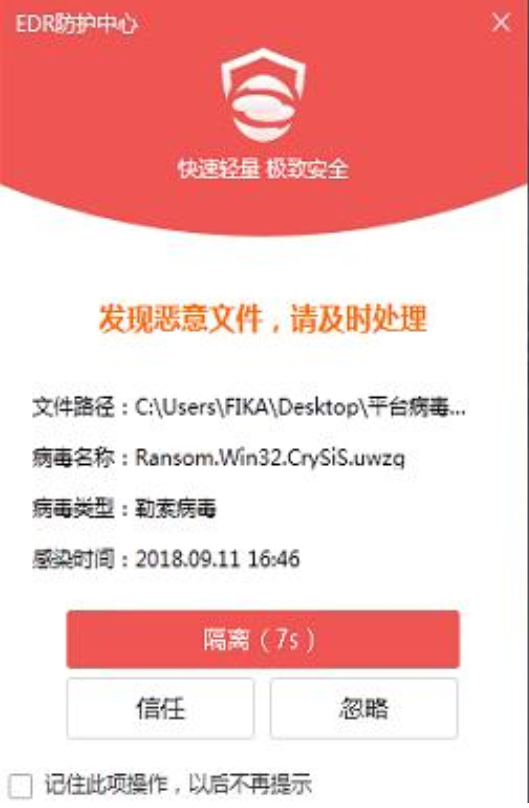 EDR防护中心
快速轻量 极致安全
发现恶意文件，请及时处理
文件路径：C:\Users\FIKA\Desktop\平台病毒...
病毒名称：Ransom.Win32.CrySiS.uwzq
病毒类型：勒索病毒
感染时间：2018.09.11 16:46
隔离（7s）
信任
忽略
记住此项操作，以后不再提示